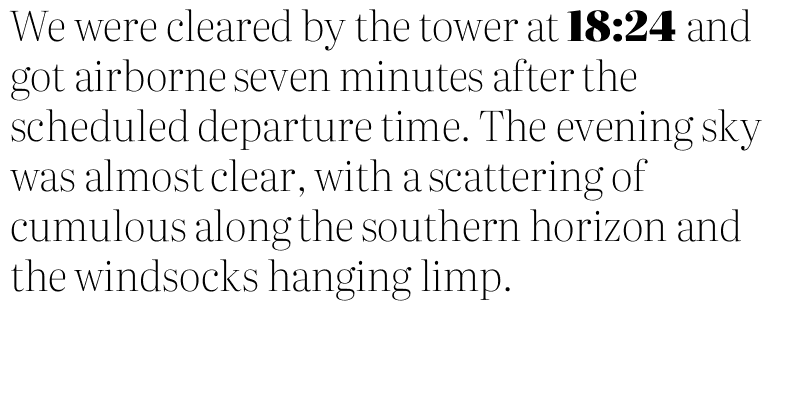 We were cleared by the tower at 18:24 and
got airborne seven minutes after the
scheduled departure time. The evening sky
was almost clear, with a scattering of
cumulous along the southern horizon and
the windsocks hanging limp.